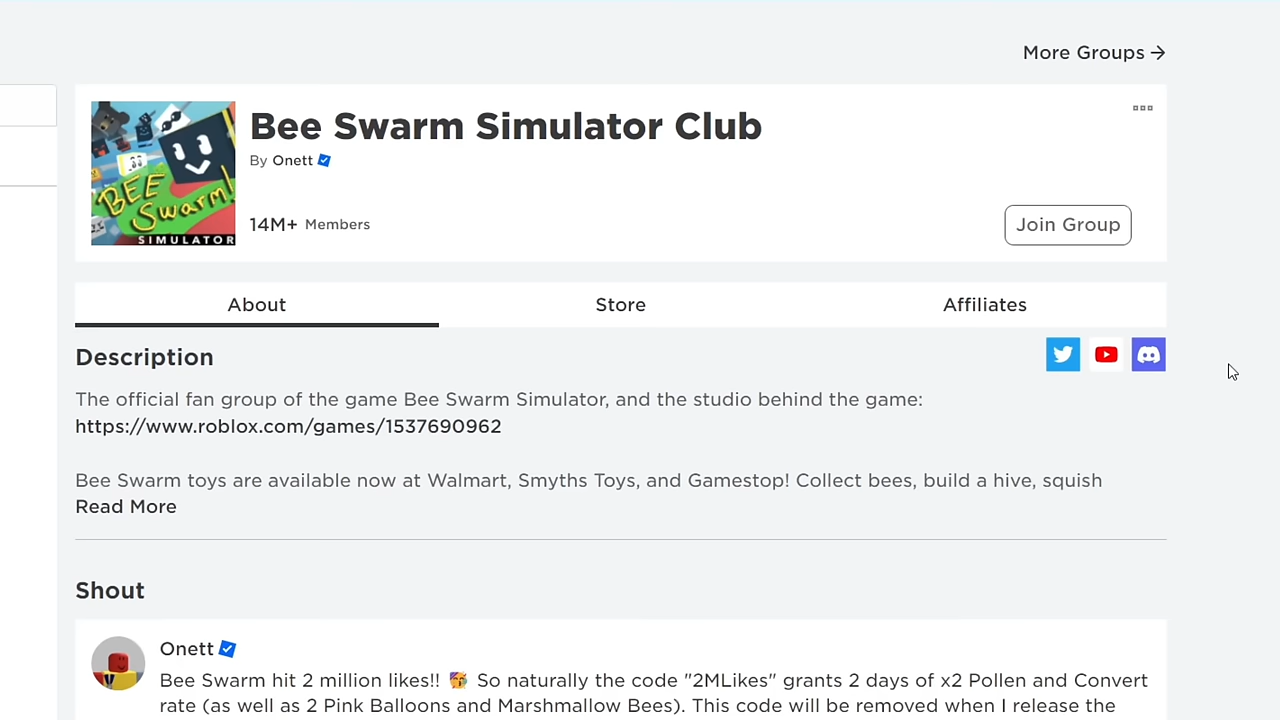 More Groups →
Bee Swarm Simulator Club
By Onett
14M+ Members
Join Group
BEE
Swarm!
SIMULATOR
About
Store
Affiliates
Description
The official fan group of the game Bee Swarm Simulator, and the studio behind the game:
https://www.roblox.com/games/1537690962
Bee Swarm toys are available now at Walmart, Smyths Toys, and Gamestop! Collect bees, build a hive, squish
Read More
Shout
Onett
Bee Swarm hit 2 million likes!! 🥳 So naturally the code "2MLikes" grants 2 days of x2 Pollen and Convert
rate (as well as 2 Pink Balloons and Marshmallow Bees). This code will be removed when I release the